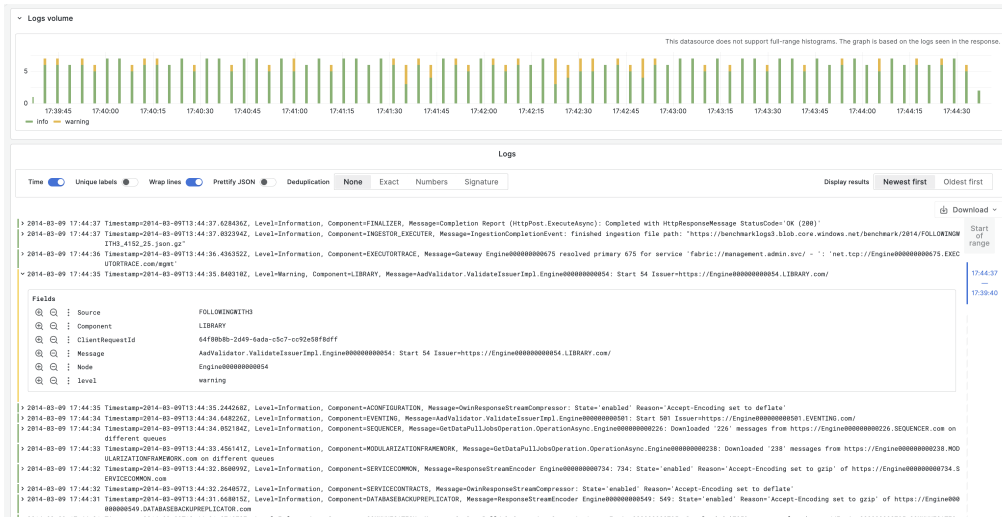 Logs volume
This datasource does not support full-range histograms. The graph is based on the logs seen in the response.
5
0
17:39:45 17:40:00 17:40:15 17:40:30 17:40:45 17:41:00 17:41:15 17:41:30 17:41:45 17:42:00 17:42:15 17:42:30 17:42:45 17:43:00 17:43:15 17:43:30 17:43:45 17:44:00 17:44:15 17:44:30
info warning
Logs
Time Unique labels Wrap lines Prettify JSON Deduplication None Exact Numbers Signature Display results Newest first Oldest first
Download
Start of range
17:44:37
—
17:39:40
2014-03-09 17:44:37 Timestamp=2014-03-09T13:44:37.628436Z, Level=Information, Component=FINALIZER, Message=Completion Report (HttpPost.ExecuteAsync): Completed with HttpResponseMessage StatusCode='OK (200)'
2014-03-09 17:44:37 Timestamp=2014-03-09T13:44:37.032394Z, Level=Information, Component=INGESTOR_EXECUTER, Message=IngestionCompletionEvent: finished ingestion file path: "https://benchmarklogs3.blob.core.windows.net/benchmark/2014/FOLLOWINGW
ITH3_4152_25.json.gz"
2014-03-09 17:44:36 Timestamp=2014-03-09T13:44:36.436352Z, Level=Information, Component=EXECUTORTRACE, Message=Gateway Engine000000000675 resolved primary 675 for service 'fabric://management.admin.svc/ - ': 'net.tcp://Engine000000000675.EXEC
UTORTRACE.com/mgmt'
2014-03-09 17:44:35 Timestamp=2014-03-09T13:44:35.840310Z, Level=Warning, Component=LIBRARY, Message=AadValidator.ValidateIssuerImpl.Engine000000000054: Start 54 Issuer=https://Engine000000000054.LIBRARY.com/
Fields
Source FOLLOWINGWITH3
Component LIBRARY
ClientRequestId 64f80b8b-2d49-6ada-c5c7-cc92e58f8dff
Message AadValidator.ValidateIssuerImpl.Engine000000000054: Start 54 Issuer=https://Engine000000000054.LIBRARY.com/
Node Engine000000000054
level warning
2014-03-09 17:44:35 Timestamp=2014-03-09T13:44:35.244268Z, Level=Information, Component=ACONFIGURATION, Message=OwinResponseStreamCompressor: State='enabled' Reason='Accept-Encoding set to deflate'
2014-03-09 17:44:34 Timestamp=2014-03-09T13:44:34.648226Z, Level=Information, Component=EVENTING, Message=AadValidator.ValidateIssuerImpl.Engine000000000501: Start 501 Issuer=https://Engine000000000501.EVENTING.com/
2014-03-09 17:44:34 Timestamp=2014-03-09T13:44:34.052184Z, Level=Information, Component=SEQUENCER, Message=GetDataPullJobsOperation.OperationAsync.Engine000000000226: Downloaded '226' messages from https://Engine000000000226.SEQUENCER.com on
different queues
2014-03-09 17:44:33 Timestamp=2014-03-09T13:44:33.456141Z, Level=Information, Component=MODULARIZATIONFRAMEWORK, Message=GetDataPullJobsOperation.OperationAsync.Engine000000000238: Downloaded '238' messages from https://Engine000000000238.MOD
ULARIZATIONFRAMEWORK.com on different queues
2014-03-09 17:44:32 Timestamp=2014-03-09T13:44:32.860099Z, Level=Information, Component=SERVICECOMMON, Message=ResponseStreamEncoder Engine000000000734: 734: State='enabled' Reason='Accept-Encoding set to gzip' of https://Engine000000000734.S
ERVICECOMMON.com
2014-03-09 17:44:32 Timestamp=2014-03-09T13:44:32.264057Z, Level=Information, Component=SERVICECONTRACTS, Message=OwinResponseStreamCompressor: State='enabled' Reason='Accept-Encoding set to deflate'
2014-03-09 17:44:31 Timestamp=2014-03-09T13:44:31.668015Z, Level=Information, Component=DATABASEBACKUPREPLICATOR, Message=ResponseStreamEncoder Engine000000000549: 549: State='enabled' Reason='Accept-Encoding set to gzip' of https://Engine000
000000549.DATABASEBACKUPREPLICATOR.com